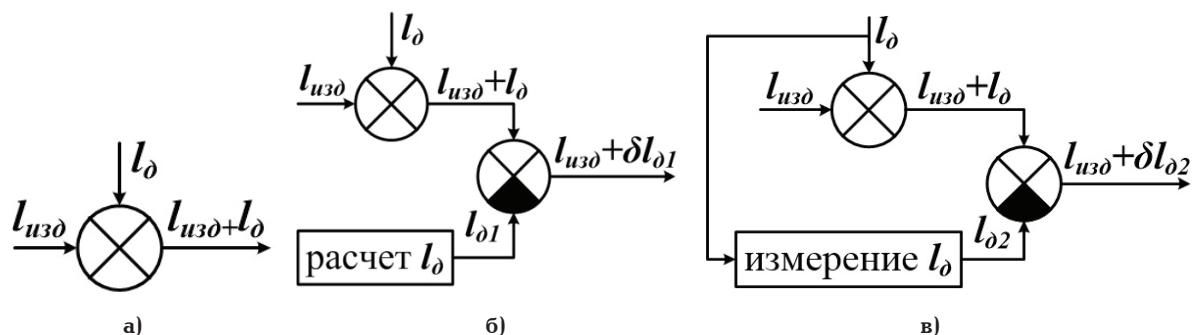 lд
lизд
lизд+lд
а)
lд
lизд
lизд+lд
lизд+δlд1
lд1
расчет lд
б)
lд
lизд
lизд+lд
lизд+δlд2
lд2
измерение lд
в)